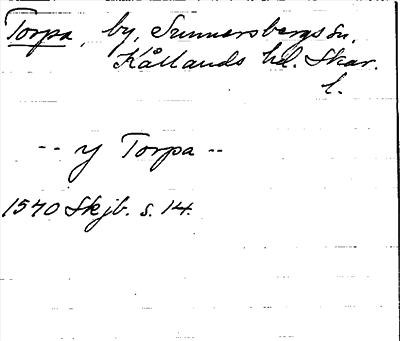 Torpa, by, Sunnersbergs sn,
Kållands hd. Skar.
l.
-- y Torpa --
1540 Skjb. s. 14.